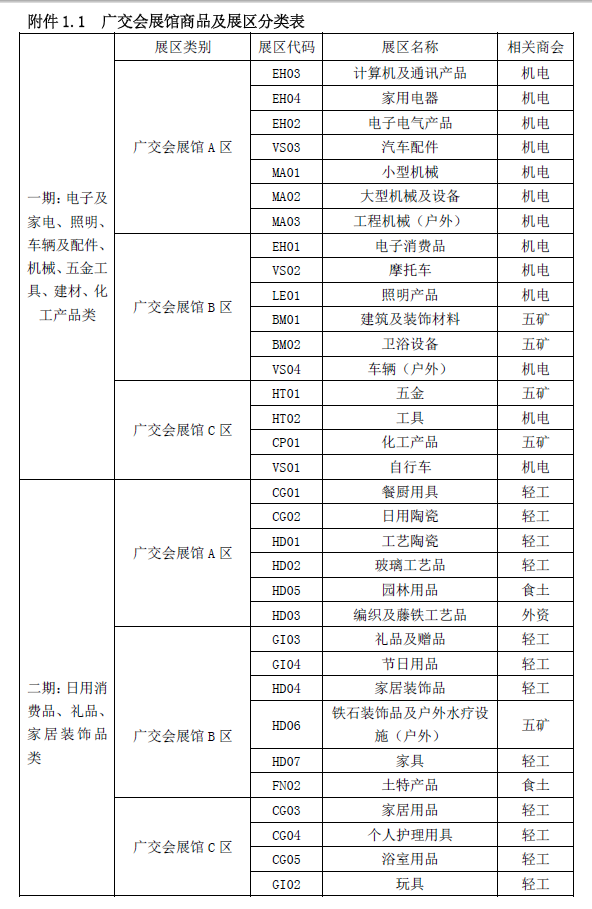 附件1.1 广交会展馆商品及展区分类表
展区类别 展区代码 展区名称 相关商会
一期：电子及
家电、照明、
车辆及配件、
机械、五金工
具、建材、化
工产品类
广交会展馆 A 区
EH03 计算机及通讯产品 机电
EH04 家用电器 机电
EH02 电子电气产品 机电
VS03 汽车配件 机电
MA01 小型机械 机电
MA02 大型机械及设备 机电
MA03 工程机械（户外） 机电
广交会展馆 B 区
EH01 电子消费品 机电
VS02 摩托车 机电
LE01 照明产品 机电
BM01 建筑及装饰材料 五矿
BM02 卫浴设备 五矿
VS04 车辆（户外） 机电
广交会展馆 C 区
HT01 五金 五矿
HT02 工具 机电
CP01 化工产品 五矿
VS01 自行车 机电
二期：日用消
费品、礼品、
家居装饰品
类
广交会展馆 A 区
CG01 餐厨用具 轻工
CG02 日用陶瓷 轻工
HD01 工艺陶瓷 轻工
HD02 玻璃工艺品 轻工
HD05 园林用品 食土
HD03 编织及藤铁工艺品 外资
广交会展馆 B 区
GI03 礼品及赠品 轻工
GI04 节日用品 轻工
HD04 家居装饰品 轻工
HD06 铁石装饰品及户外水疗设
施（户外） 五矿
HD07 家具 轻工
FN02 土特产品 食土
广交会展馆 C 区
CG03 家居用品 轻工
CG04 个人护理用具 轻工
CG05 浴室用品 轻工
GI02 玩具 轻工